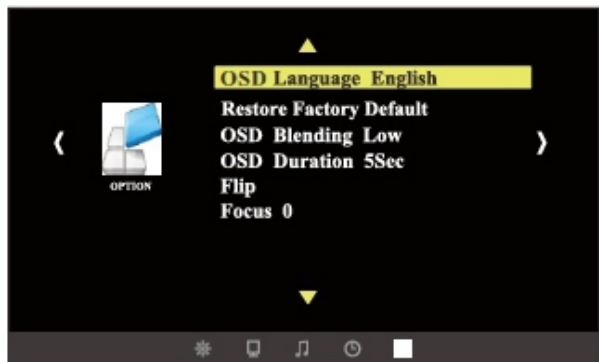 OSD Language English
Restore Factory Default
OSD Blending Low
OSD Duration 5Sec
OPTION
Flip
Focus 0